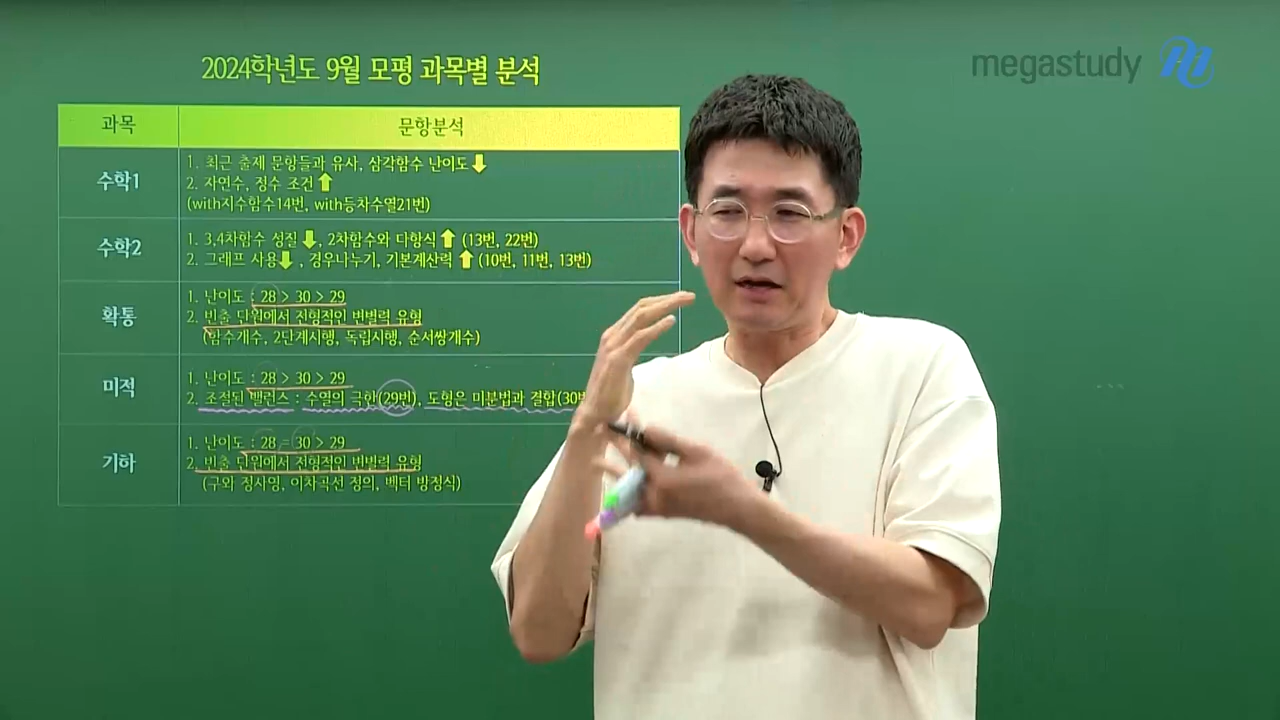 2024학년도 9월 모평 과목별 분석
megastudy
과목
문항분석
수학1
1. 최근 출제 문항들과 유사, 삼각함수 난이도⬇
2. 자연수, 정수 조건⬆
(with지수함수14번, with등차수열21번)
수학2
1. 3,4차함수 성질⬇, 2차함수와 다항식⬆ (13번, 22번)
2. 그래프 사용⬇ , 경우나누기, 기본계산력 ⬆ (10번, 11번, 13번)
확통
1. 난이도 : 28 > 30 > 29
2. 빈출 단원에서 전형적인 변별력 유형
(함수개수, 2단계시행, 독립시행, 순서쌍개수)
미적
1. 난이도 : 28 > 30 > 29
2. 조절된 밸런스 : 수열의 극한(29번), 도형은 미분법과 결합(30
기하
1. 난이도 : 28 = 30 > 29
2. 빈출 단원에서 전형적인 변별력 유형
(구와 정사영, 이차곡선 정의, 벡터 방정식)